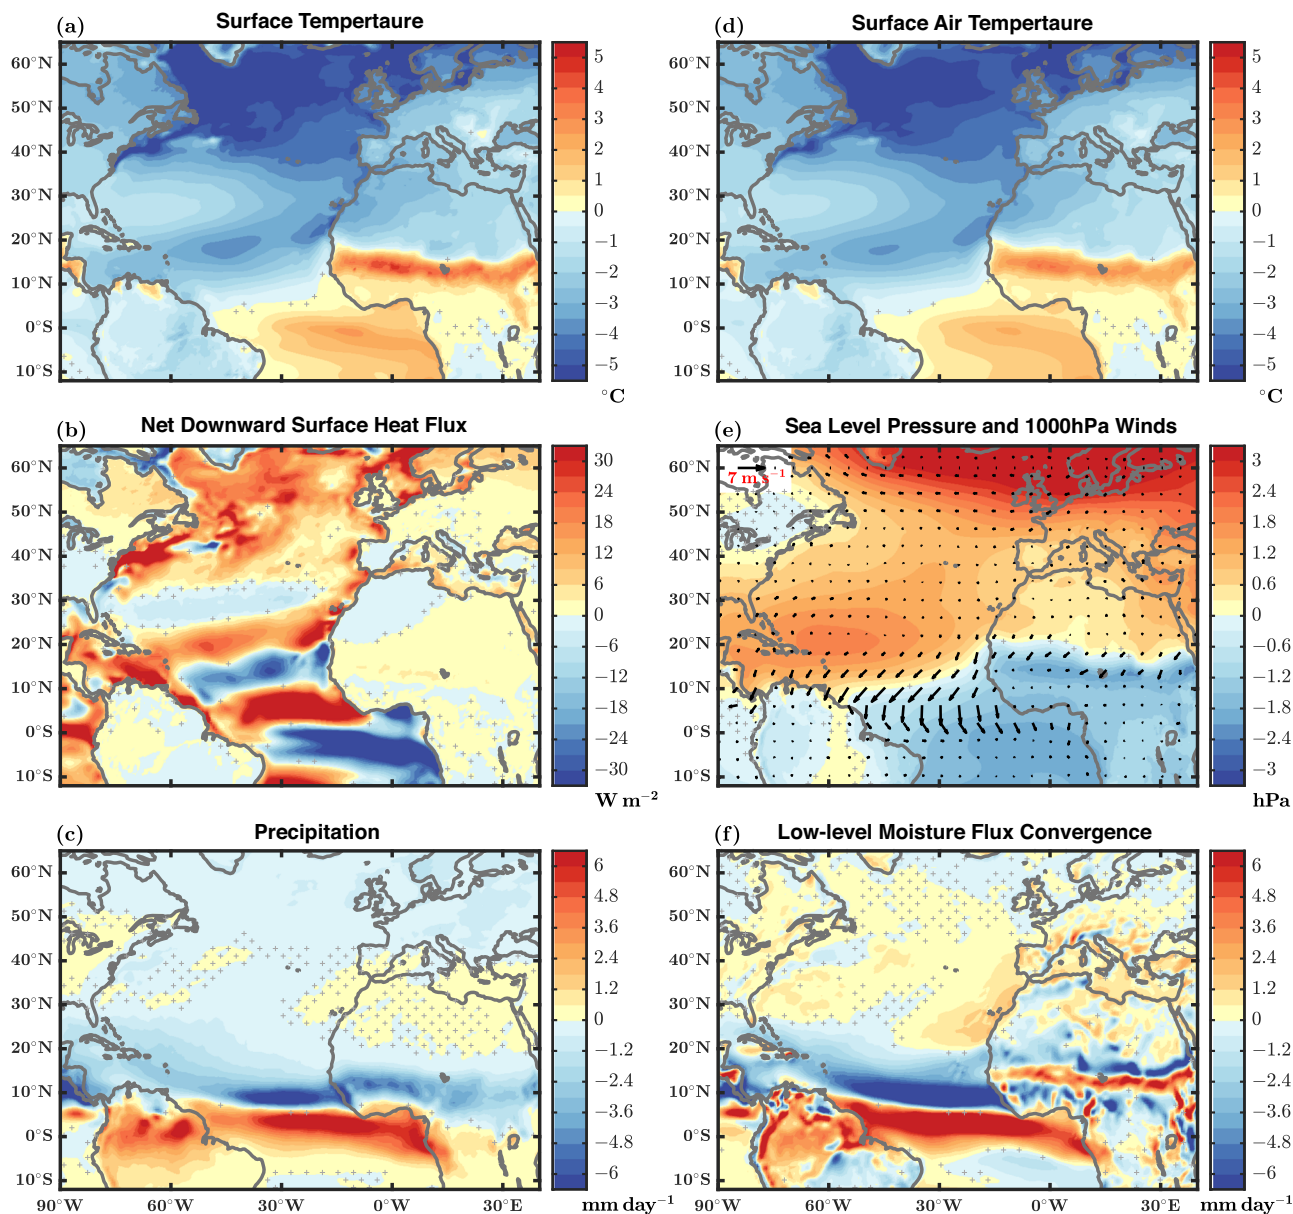 (a) Surface Tempertaure
60°N
50°N
40°N
30°N
20°N
10°N
0°S
10°S
5
4
3
2
1
0
−1
−2
−3
−4
−5
°C
(d) Surface Air Tempertaure
60°N
50°N
40°N
30°N
20°N
10°N
0°S
10°S
5
4
3
2
1
0
−1
−2
−3
−4
−5
°C
(b) Net Downward Surface Heat Flux
60°N
50°N
40°N
30°N
20°N
10°N
0°S
10°S
30
24
18
12
6
0
−6
−12
−18
−24
−30
W m⁻²
(e) Sea Level Pressure and 1000hPa Winds
7 m s⁻¹
60°N
50°N
40°N
30°N
20°N
10°N
0°S
10°S
3
2.4
1.8
1.2
0.6
0
−0.6
−1.2
−1.8
−2.4
−3
hPa
(c) Precipitation
60°N
50°N
40°N
30°N
20°N
10°N
0°S
10°S
90°W 60°W 30°W 0°W 30°E
6
4.8
3.6
2.4
1.2
0
−1.2
−2.4
−3.6
−4.8
−6
mm day⁻¹
(f) Low-level Moisture Flux Convergence
60°N
50°N
40°N
30°N
20°N
10°N
0°S
10°S
90°W 60°W 30°W 0°W 30°E
6
4.8
3.6
2.4
1.2
0
−1.2
−2.4
−3.6
−4.8
−6
mm day⁻¹